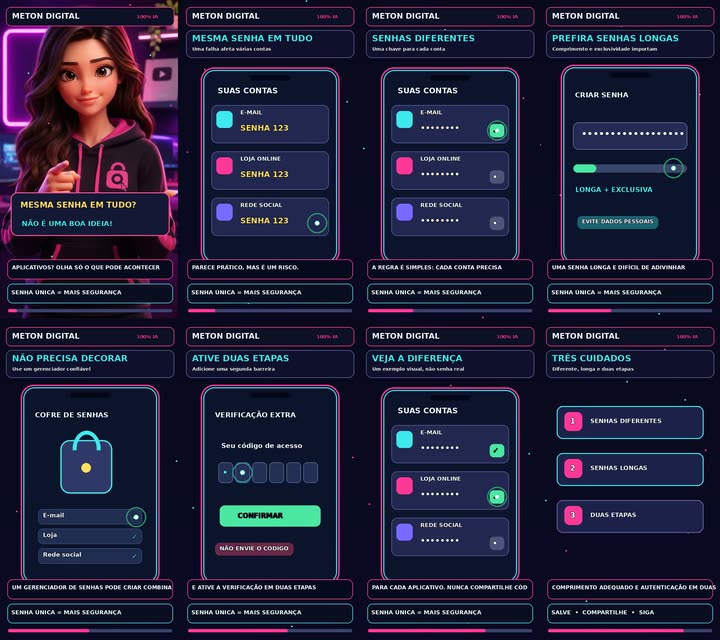 METON DIGITAL
100% IA
MESMA SENHA EM TUDO?
NÃO É UMA BOA IDEIA!
APLICATIVOS? OLHA SÓ O QUE PODE ACONTECER
SENHA ÚNICA = MAIS SEGURANÇA
METON DIGITAL
100% IA
MESMA SENHA EM TUDO
Uma falha afeta várias contas
SUAS CONTAS
E-MAIL
SENHA 123
LOJA ONLINE
SENHA 123
REDE SOCIAL
SENHA 123
PARECE PRÁTICO, MAS É UM RISCO.
SENHA ÚNICA = MAIS SEGURANÇA
METON DIGITAL
100% IA
SENHAS DIFERENTES
Uma chave para cada conta
SUAS CONTAS
E-MAIL
LOJA ONLINE
REDE SOCIAL
A REGRA É SIMPLES: CADA CONTA PRECISA
SENHA ÚNICA = MAIS SEGURANÇA
METON DIGITAL
100% IA
PREFIRA SENHAS LONGAS
Comprimento e exclusividade importam
CRIAR SENHA
LONGA + EXCLUSIVA
EVITE DADOS PESSOAIS
UMA SENHA LONGA E DIFÍCIL DE ADIVINHAR
SENHA ÚNICA = MAIS SEGURANÇA
METON DIGITAL
100% IA
NÃO PRECISA DECORAR
Use um gerenciador confiável
COFRE DE SENHAS
E-mail
Loja
Rede social
UM GERENCIADOR DE SENHAS PODE CRIAR COMBINA
SENHA ÚNICA = MAIS SEGURANÇA
METON DIGITAL
100% IA
ATIVE DUAS ETAPAS
Adicione uma segunda barreira
VERIFICAÇÃO EXTRA
Seu código de acesso
CONFIRMAR
NÃO ENVIE O CÓDIGO
E ATIVE A VERIFICAÇÃO EM DUAS ETAPAS
SENHA ÚNICA = MAIS SEGURANÇA
METON DIGITAL
100% IA
VEJA A DIFERENÇA
Um exemplo visual, não senha real
SUAS CONTAS
E-MAIL
LOJA ONLINE
REDE SOCIAL
PARA CADA APLICATIVO. NUNCA COMPARTILHE CÓD
SENHA ÚNICA = MAIS SEGURANÇA
METON DIGITAL
100% IA
TRÊS CUIDADOS
Diferente, longa e duas etapas
1 SENHAS DIFERENTES
2 SENHAS LONGAS
3 DUAS ETAPAS
COMPRIMENTO ADEQUADO E AUTENTICAÇÃO EM DUAS
SALVE • COMPARTILHE • SIGA